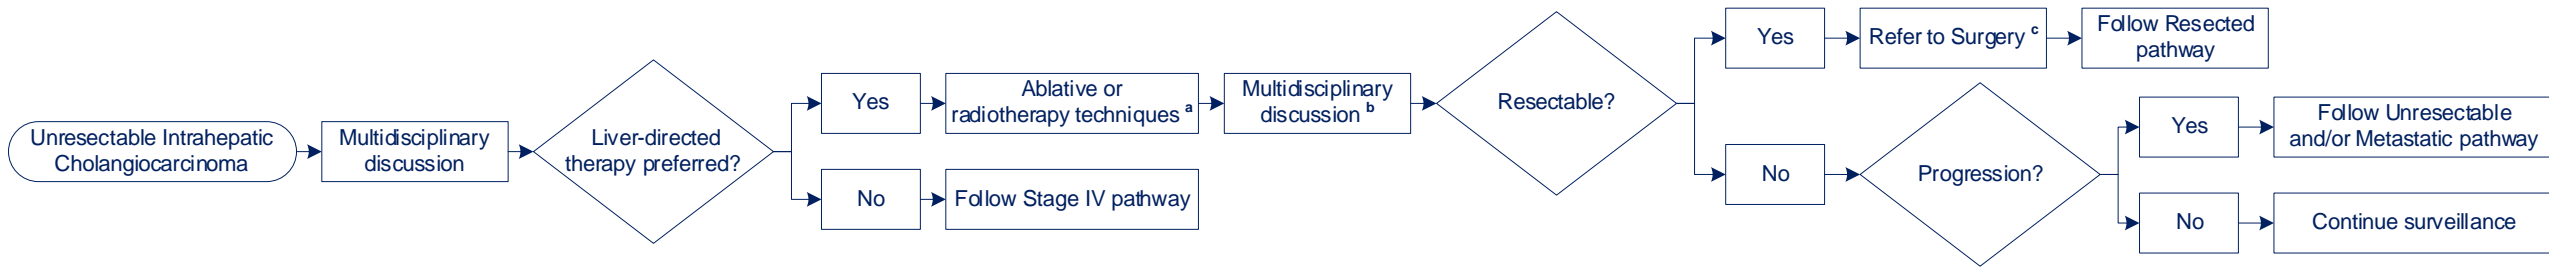 Unresectable Intrahepatic
Cholangiocarcinoma
Multidisciplinary
discussion
Liver-directed
therapy preferred?
Yes
Ablative or
radiotherapy techniques a
Multidisciplinary
discussion b
No
Follow Stage IV pathway
Resectable?
Yes
Refer to Surgery c
Follow Resected
pathway
No
Progression?
Yes
Follow Unresectable
and/or Metastatic pathway
No
Continue surveillance